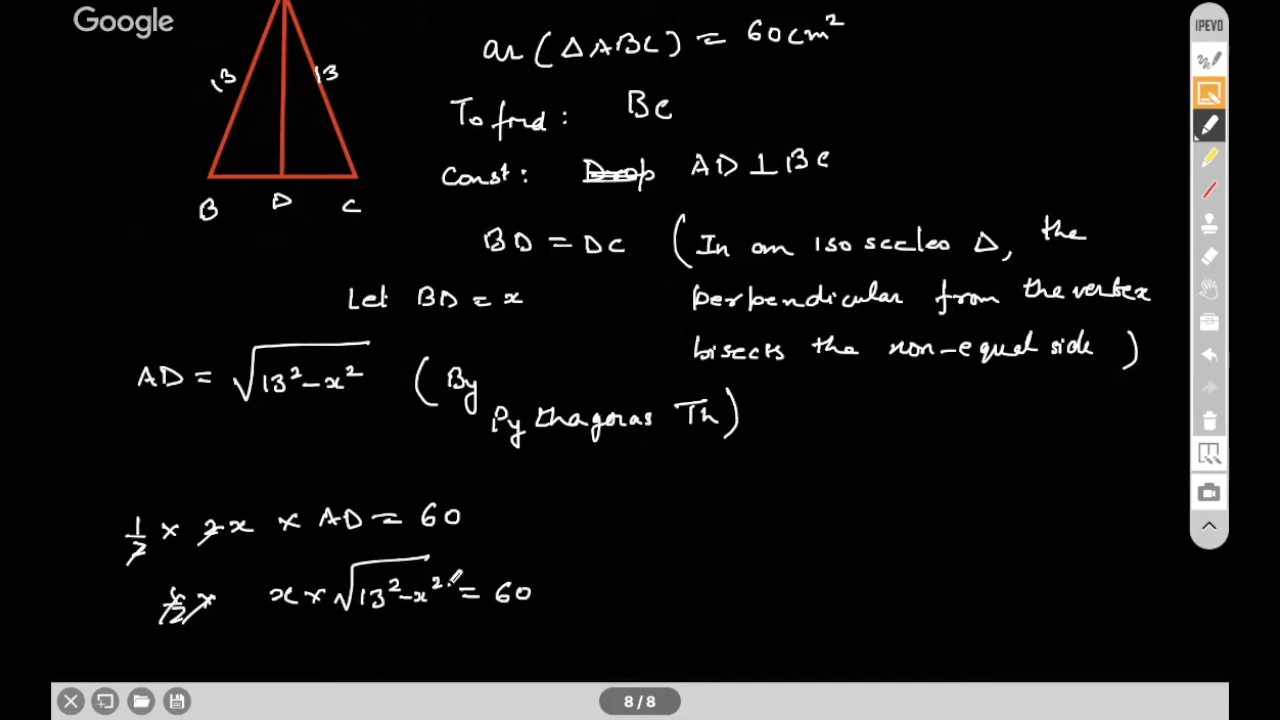 Google
IPEVO
13
13
B D C
ar (△ABC) = 60cm²
To find : BC
Const : Drop AD ⊥ BC
BD = DC (In an isosceles △, the
perpendicular from the vertex
bisects the non-equal side )
Let BD = x
AD = √13² - x² (By
Pythagoras Th)
1/2 × 2x × AD = 60
x × √13² - x² = 60
8 / 8